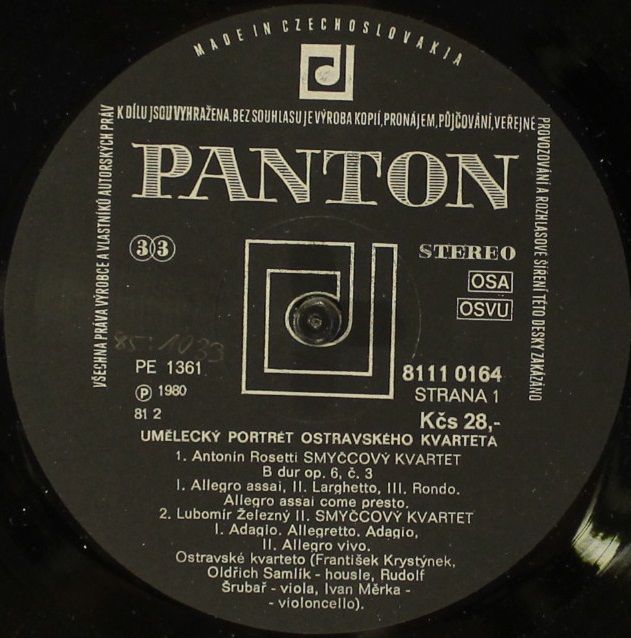 MADE IN CZECHOSLOVAKIA
VŠECHNA PRÁVA VÝROBCE A VLASTNÍKŮ AUTORSKÝCH PRÁV
K DÍLU JSOU VYHRAŽENA. BEZ SOUHLASU JE VÝROBA KOPIÍ, PRONÁJEM, PŮJČOVÁNÍ, VEŘEJNÉ
PROVOZOVÁNÍ A ROZHLASOVÉ ŠÍŘENÍ TÉTO DESKY ZAKÁZÁNO
PANTON
33
STEREO
OSA
OSVU
85-1033
PE 1361
8111 0164
Ⓟ 1980
STRANA 1
81 2
Kčs 28,-
UMĚLECKÝ PORTRÉT OSTRAVSKÉHO KVARTETA
1. Antonín Rosetti SMYČCOVÝ KVARTET
B dur op. 6, č. 3
I. Allegro assai, II. Larghetto, III. Rondo.
Allegro assai come presto.
2. Lubomír Železný II. SMYČCOVÝ KVARTET
I. Adagio. Allegretto. Adagio,
II. Allegro vivo.
Ostravské kvarteto (František Krystýnek,
Oldřich Samlík - housle, Rudolf
Šrubař - viola, Ivan Měrka -
- violoncello).